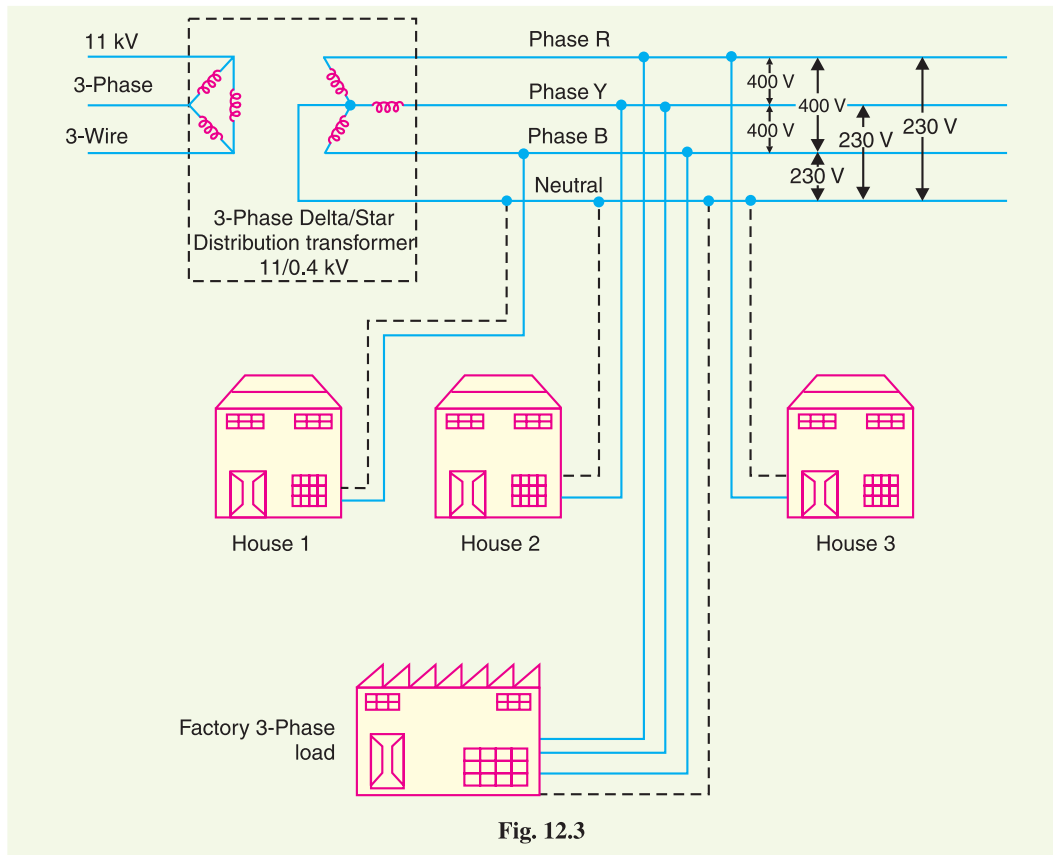 11 kV
3-Phase
3-Wire
3-Phase Delta/Star
Distribution transformer
11/0.4 kV
Phase R
Phase Y
Phase B
Neutral
400 V
400 V
400 V
230 V
230 V
230 V
House 1
House 2
House 3
Factory 3-Phase
load
Fig. 12.3